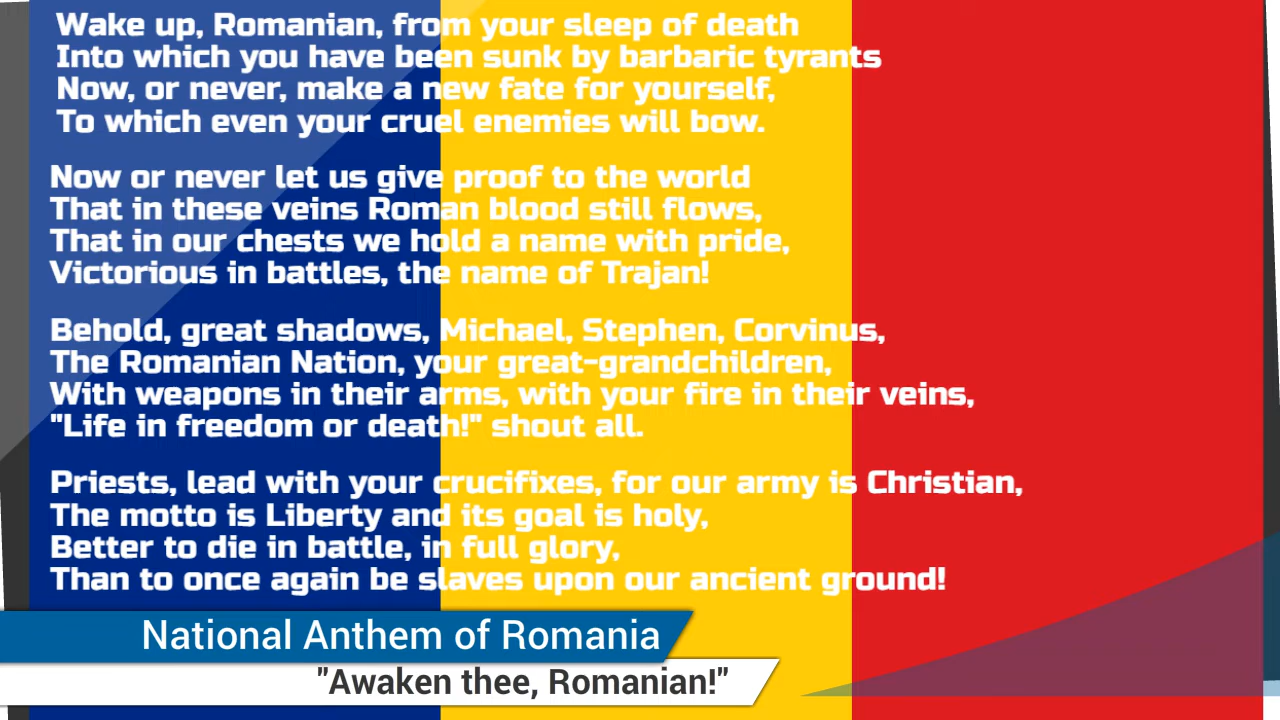 Wake up, Romanian, from your sleep of death
Into which you have been sunk by barbaric tyrants
Now, or never, make a new fate for yourself,
To which even your cruel enemies will bow.
Now or never let us give proof to the world
That in these veins Roman blood still flows,
That in our chests we hold a name with pride,
Victorious in battles, the name of Trajan!
Behold, great shadows, Michael, Stephen, Corvinus,
The Romanian Nation, your great-grandchildren,
With weapons in their arms, with your fire in their veins,
"Life in freedom or death!" shout all.
Priests, lead with your crucifixes, for our army is Christian,
The motto is Liberty and its goal is holy,
Better to die in battle, in full glory,
Than to once again be slaves upon our ancient ground!
National Anthem of Romania
"Awaken thee, Romanian!"